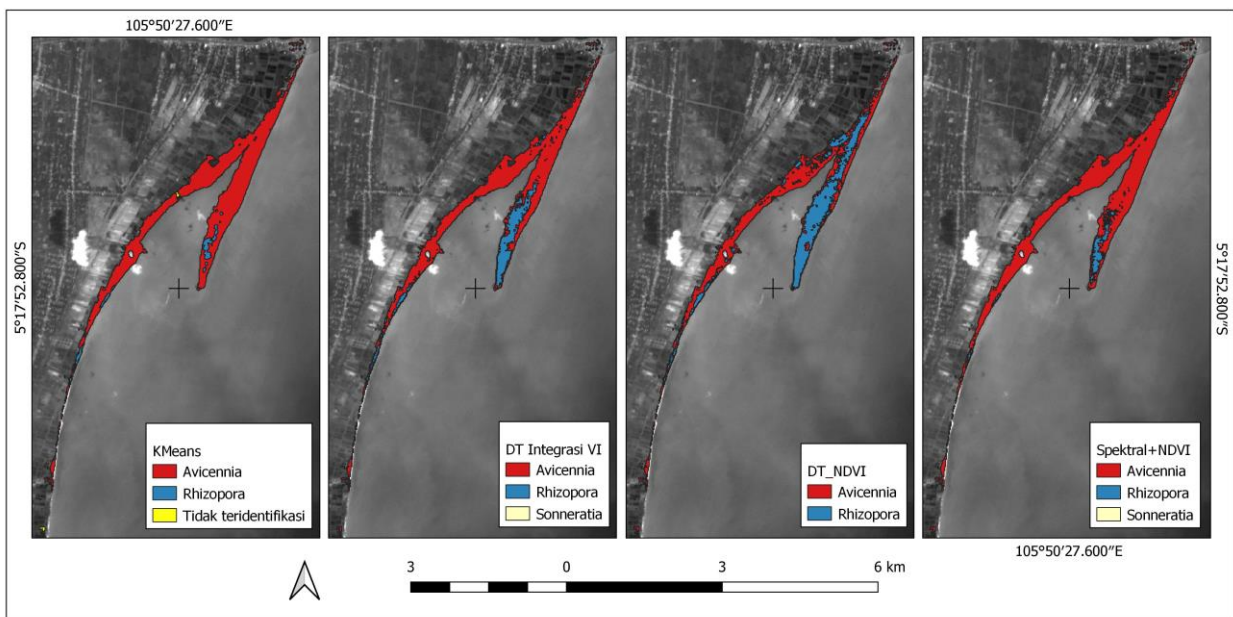 105°50'27.600"E
5°17'52.800"S
KMeans
Avicennia
Rhizopora
Tidak teridentifikasi
DT Integrasi VI
Avicennia
Rhizopora
Sonneratia
DT_NDVI
Avicennia
Rhizopora
Spektral+NDVI
Avicennia
Rhizopora
Sonneratia
5°17'52.800"S
105°50'27.600"E
3 0 3 6 km